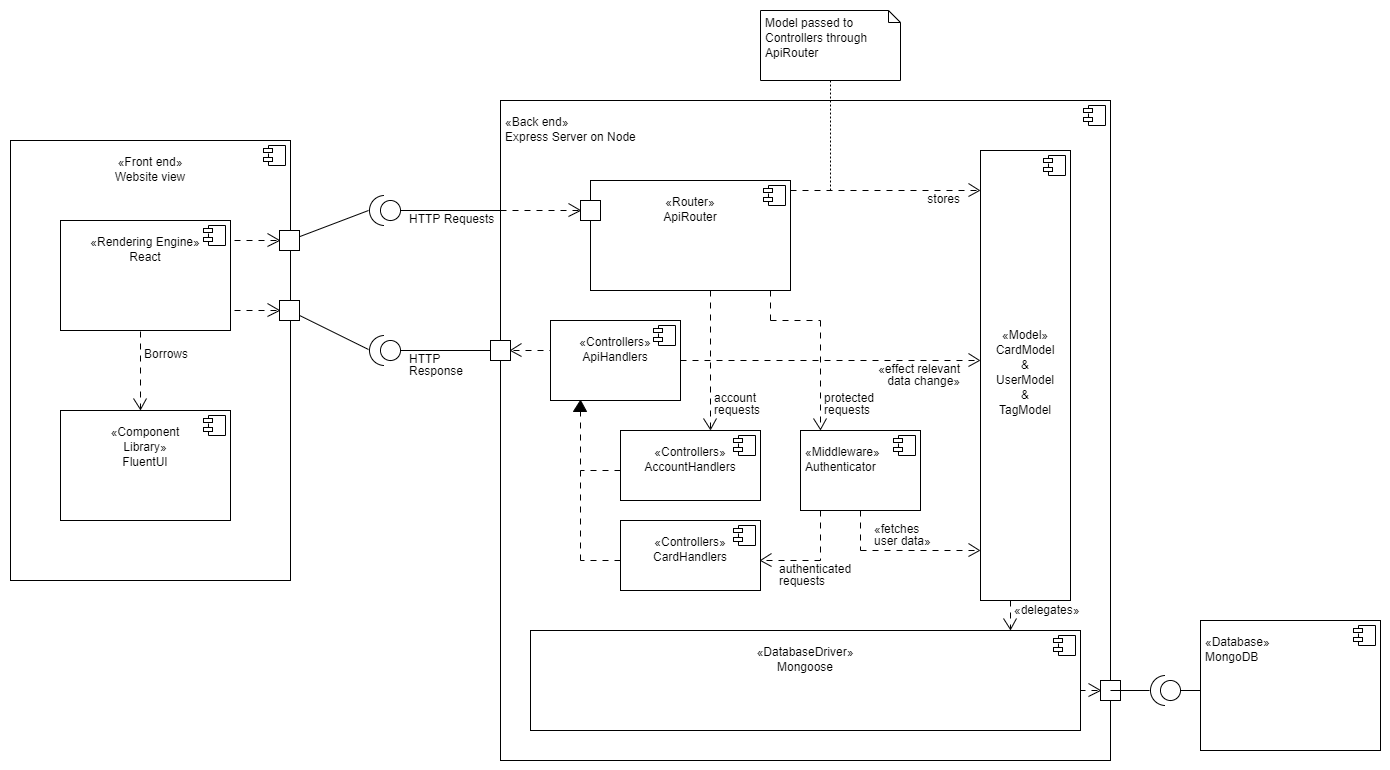 Model passed to
Controllers through
ApiRouter
«Back end»
Express Server on Node
«Front end»
Website view
«Rendering Engine»
React
Borrows
«Component
Library»
FluentUI
HTTP Requests
HTTP
Response
«Router»
ApiRouter
stores
«Controllers»
ApiHandlers
«effect relevant
data change»
account
requests
protected
requests
«Controllers»
AccountHandlers
«Middleware»
Authenticator
«Controllers»
CardHandlers
authenticated
requests
«fetches
user data»
«Model»
CardModel
&
UserModel
&
TagModel
«delegates»
«DatabaseDriver»
Mongoose
«Database»
MongoDB